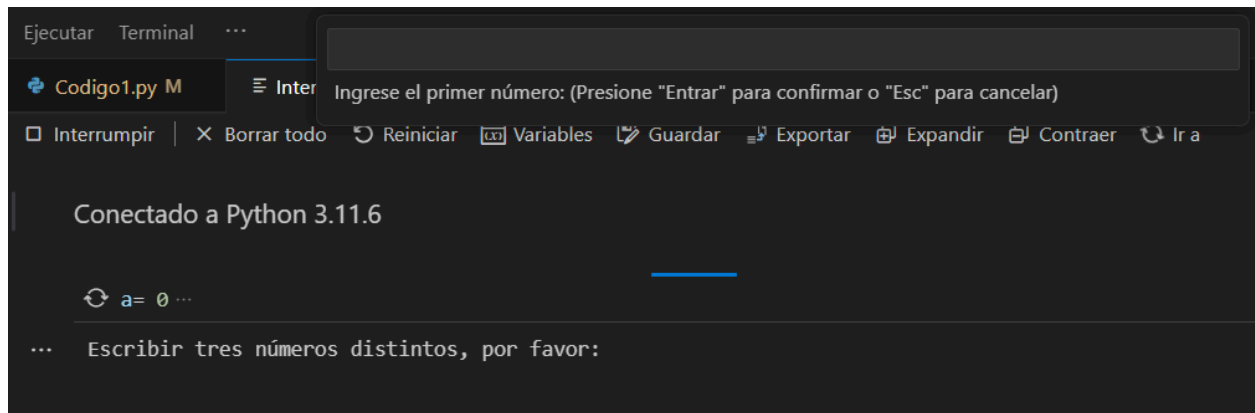 Ejecutar Terminal ···
Codigo1.py M
Inter
Ingrese el primer número: (Presione "Entrar" para confirmar o "Esc" para cancelar)
Interrumpir | Borrar todo Reiniciar Variables Guardar Exportar Expandir Contraer Ir a
Conectado a Python 3.11.6
a= 0 ···
··· Escribir tres números distintos, por favor: